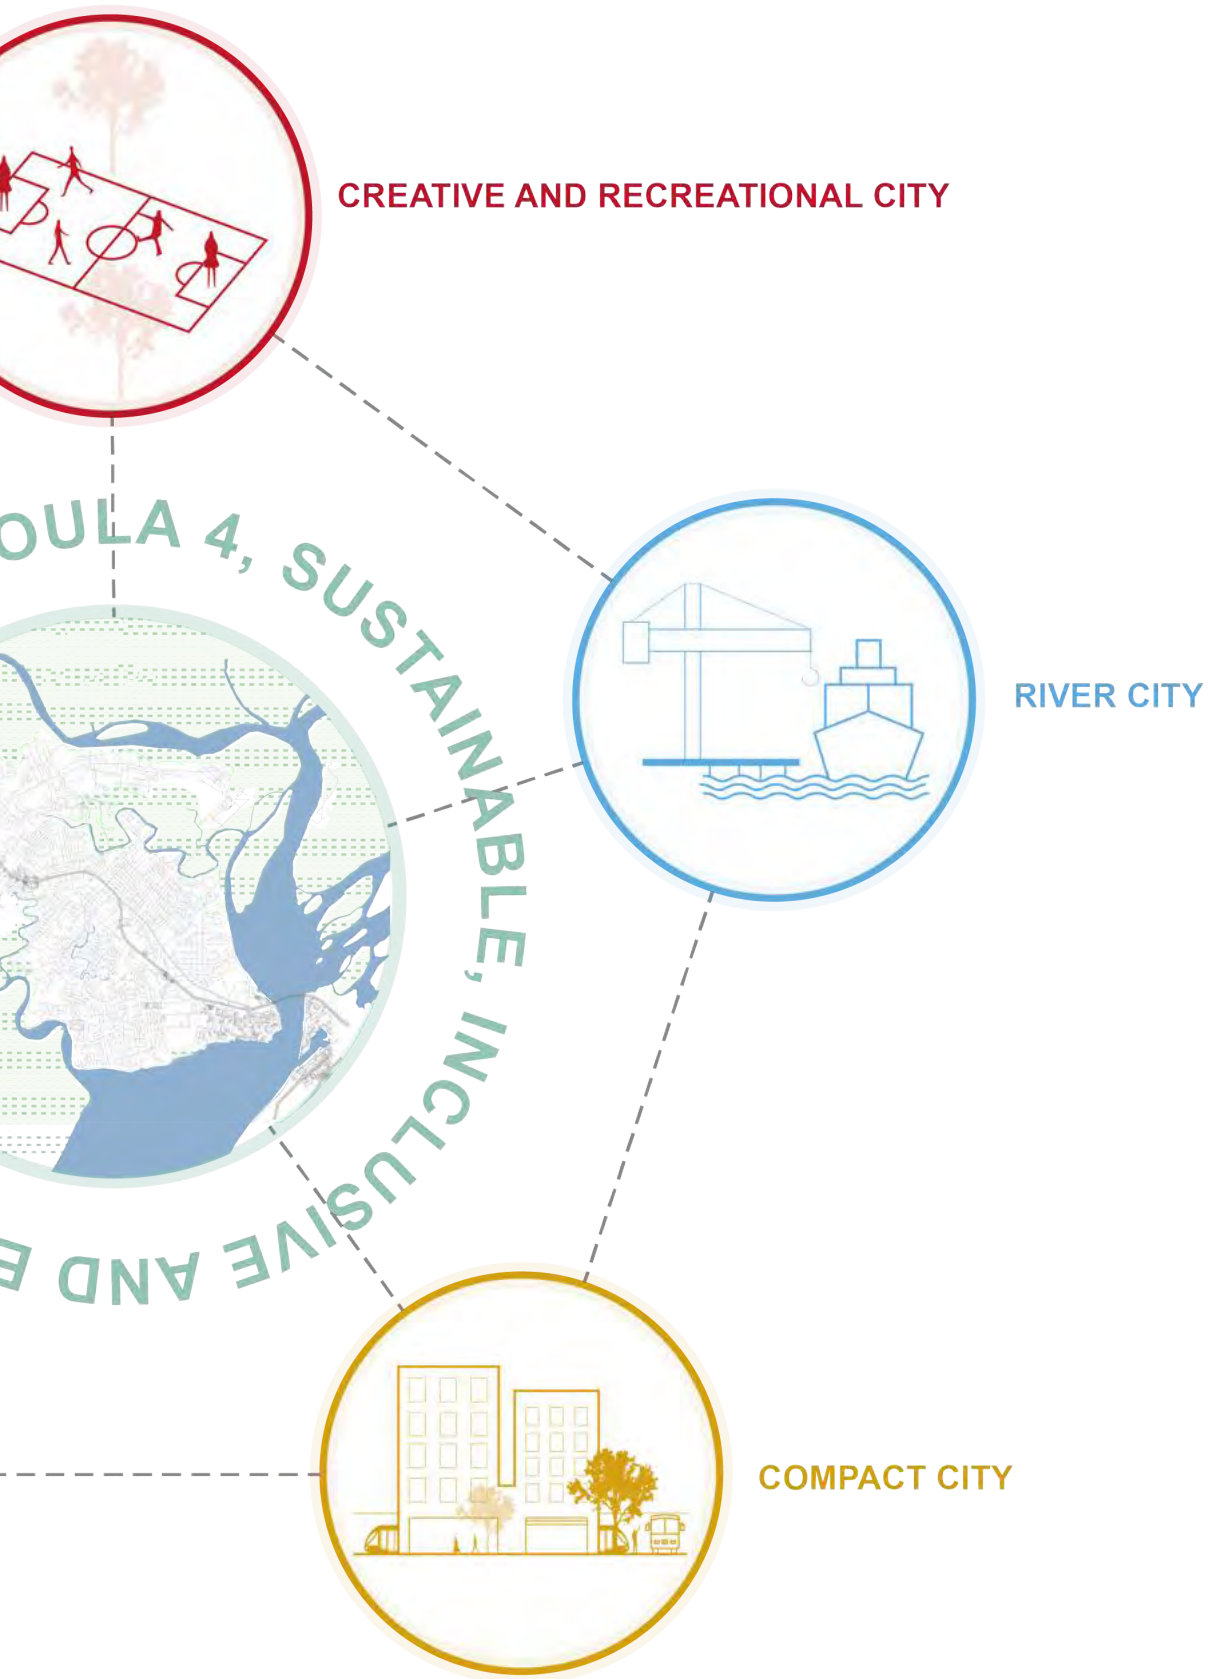 CREATIVE AND RECREATIONAL CITY
OULA 4, SUSTAINABLE, INCLUSIVE AND E
RIVER CITY
COMPACT CITY